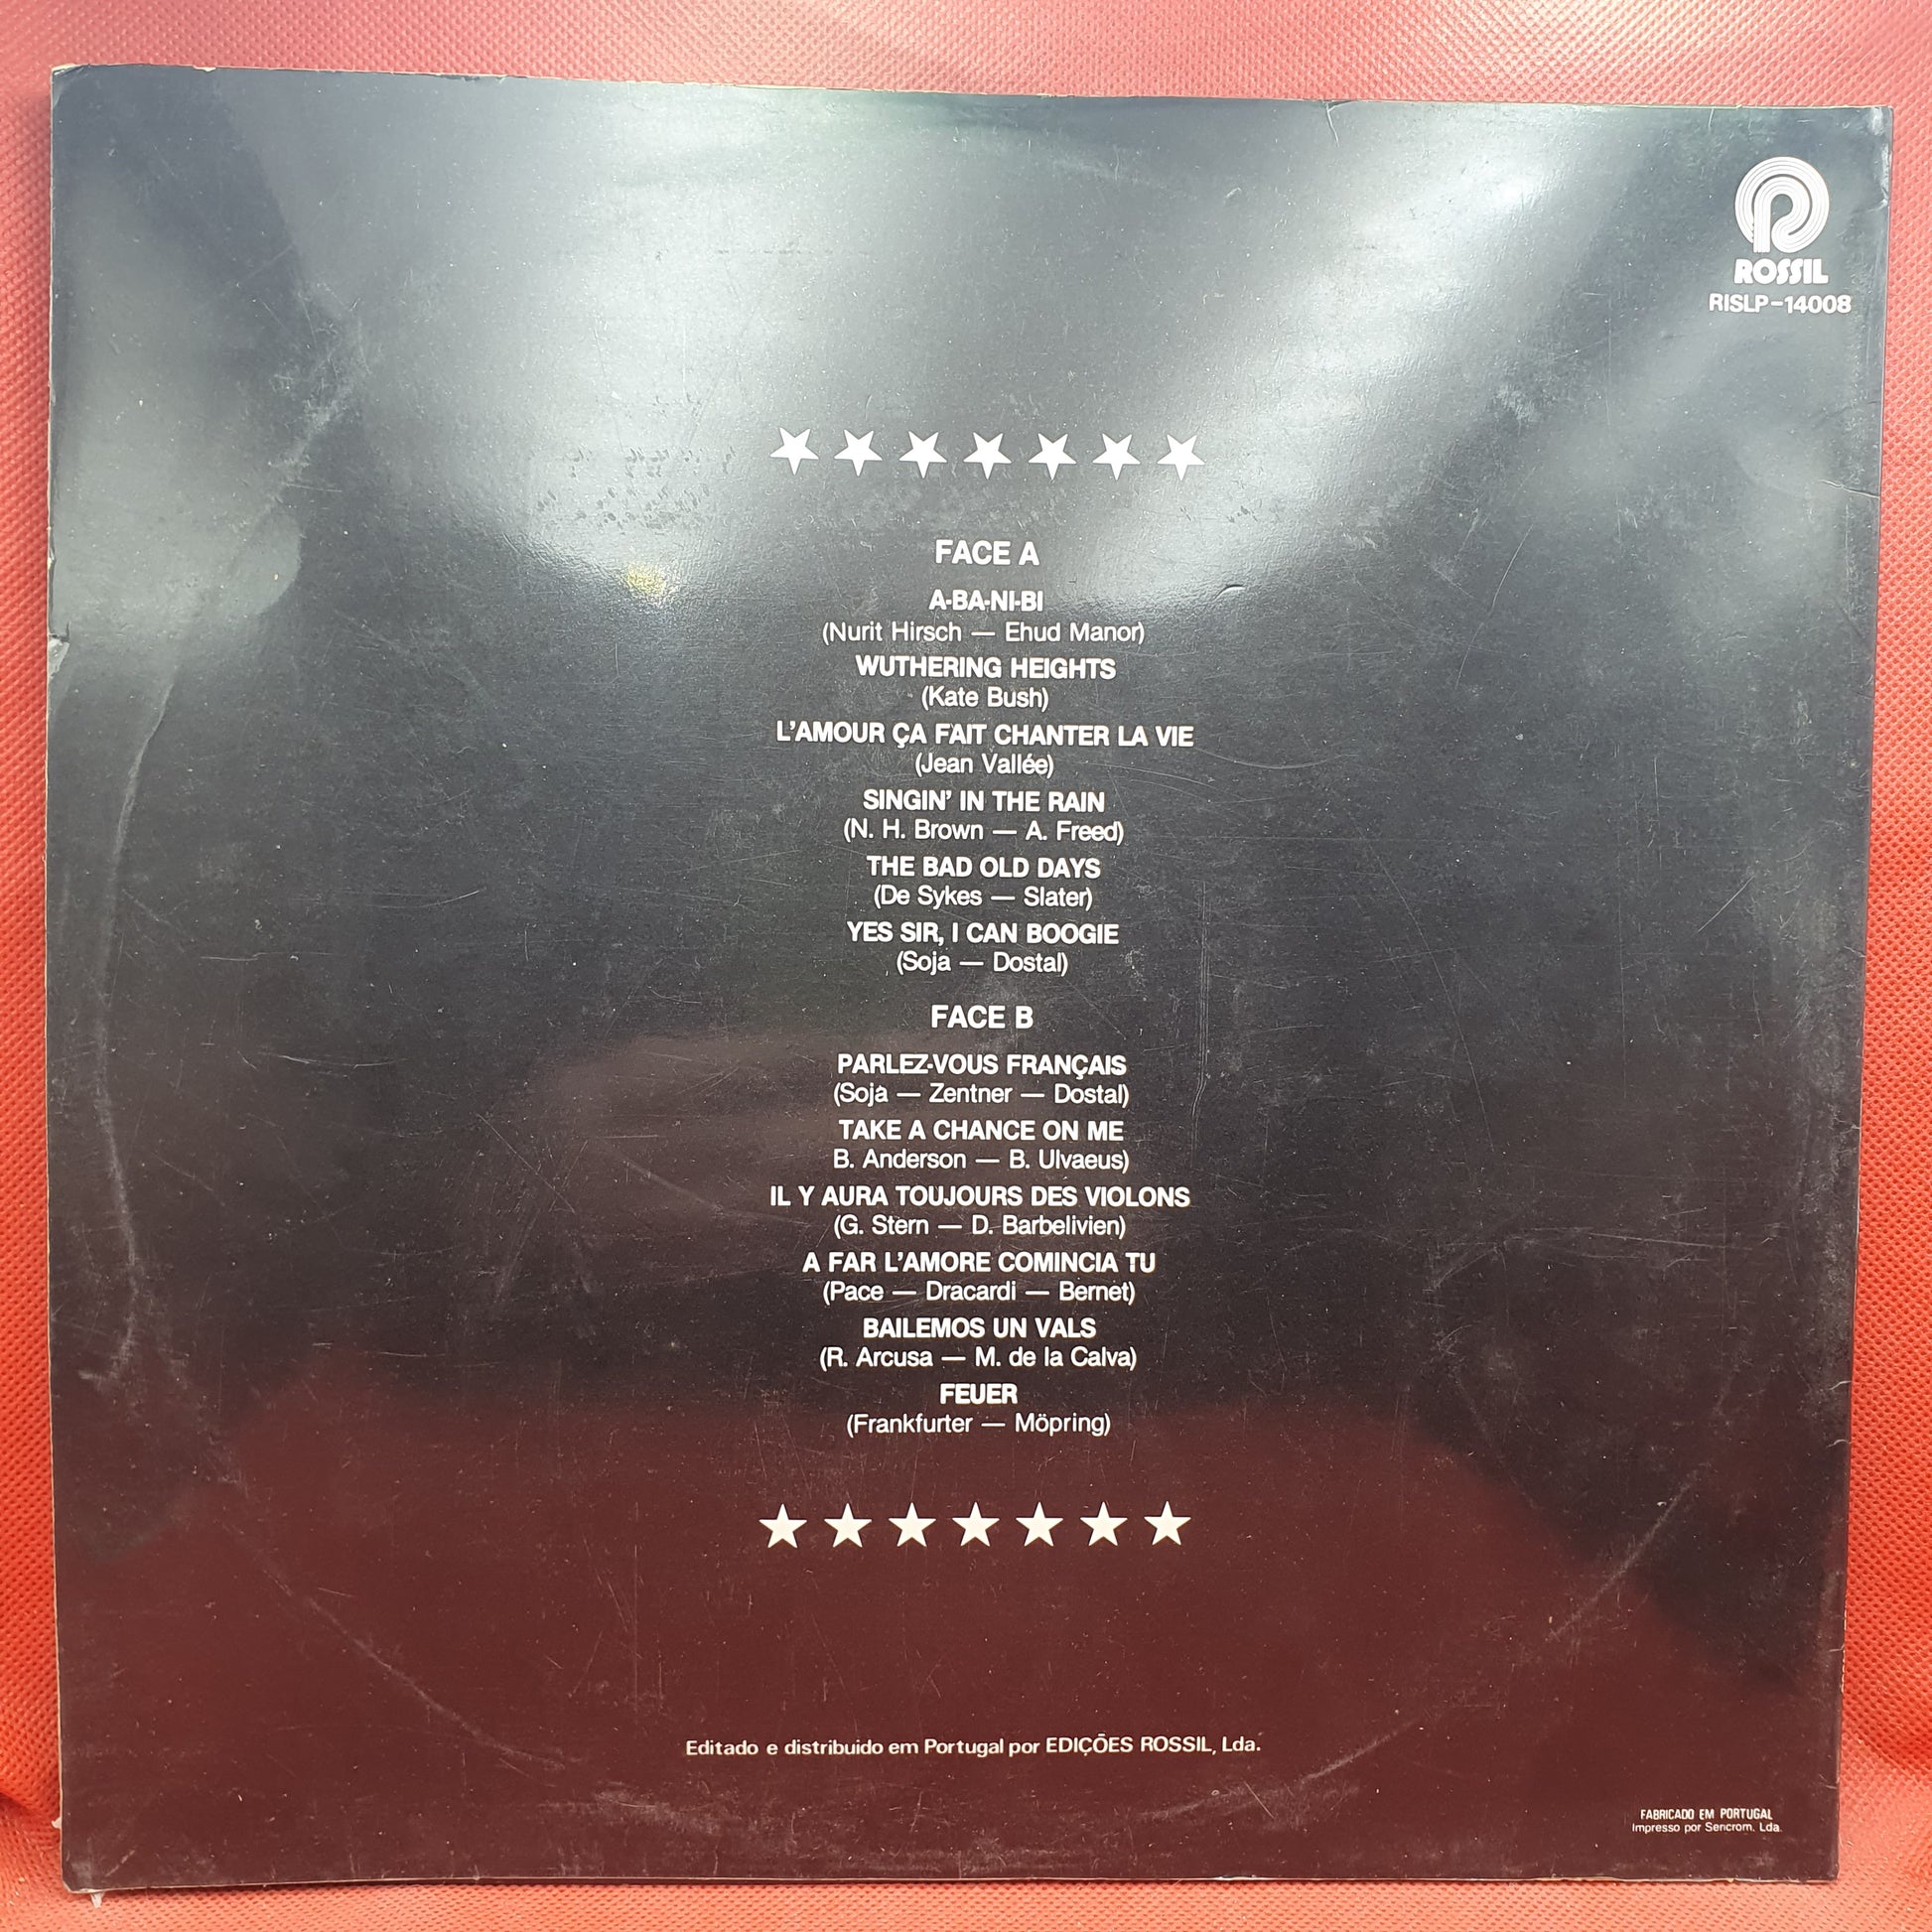 ROSSIL
RISLP-14008
FACE A
A-BA-NI-BI
(Nurit Hirsch — Ehud Manor)
WUTHERING HEIGHTS
(Kate Bush)
L'AMOUR ÇA FAIT CHANTER LA VIE
(Jean Vallée)
SINGIN' IN THE RAIN
(N. H. Brown — A. Freed)
THE BAD OLD DAYS
(De Sykes — Slater)
YES SIR, I CAN BOOGIE
(Soja — Dostal)
FACE B
PARLEZ-VOUS FRANÇAIS
(Soja — Zentner — Dostal)
TAKE A CHANCE ON ME
B. Anderson — B. Ulvaeus)
IL Y AURA TOUJOURS DES VIOLONS
(G. Stern — D. Barbelivien)
A FAR L'AMORE COMINCIA TU
(Pace — Dracardi — Bernet)
BAILEMOS UN VALS
(R. Arcusa — M. de la Calva)
FEUER
(Frankfurter — Möpring)
Editado e distribuido em Portugal por EDIÇÕES ROSSIL, Lda.
FABRICADO EM PORTUGAL
Impresso por Sencrom, Lda.